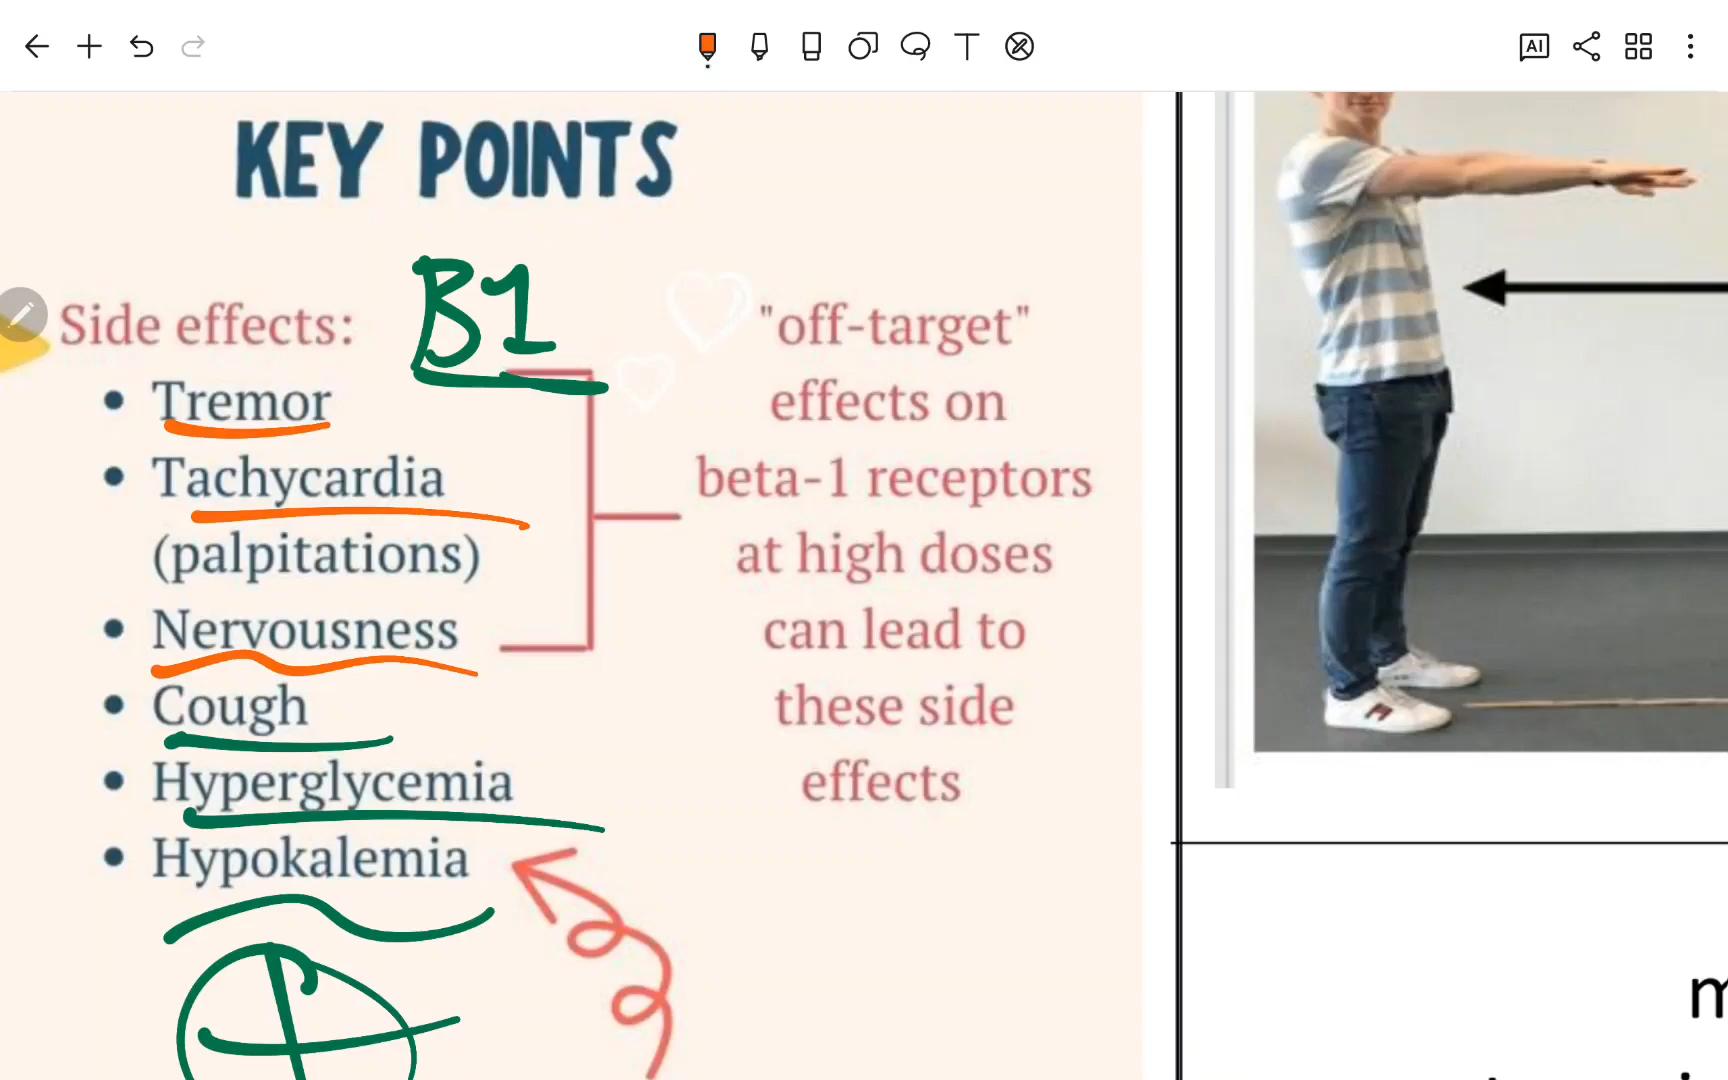 AI
KEY POINTS
B1
Side effects:
• Tremor
• Tachycardia
(palpitations)
• Nervousness
• Cough
• Hyperglycemia
• Hypokalemia
"off-target"
effects on
beta-1 receptors
at high doses
can lead to
these side
effects